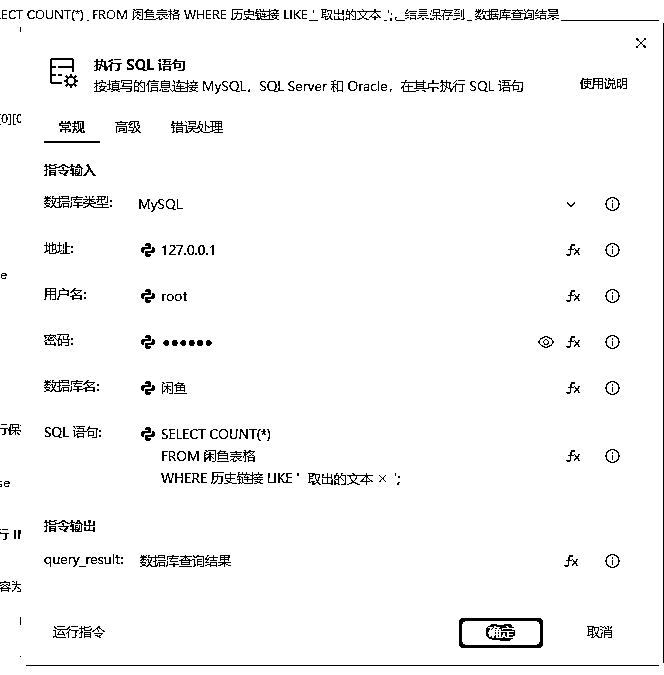 ECT COUNT(*) FROM 闲鱼表格 WHERE 历史链接 LIKE ' 取出的文本 '; , 结果保存到 数据库查询结果
执行 SQL 语句
按填写的信息连接 MySQL, SQL Server 和 Oracle, 在其中执行 SQL 语句
使用说明
常规 高级 错误处理
指令输入
数据库类型: MySQL
地址: 127.0.0.1 fx
用户名: root fx
密码: ●●●●●● fx
数据库名: 闲鱼 fx
SQL 语句: SELECT COUNT(*)
FROM 闲鱼表格 fx
WHERE 历史链接 LIKE ' 取出的文本 × ';
指令输出
query_result: 数据库查询结果 fx
运行指令 确定 取消